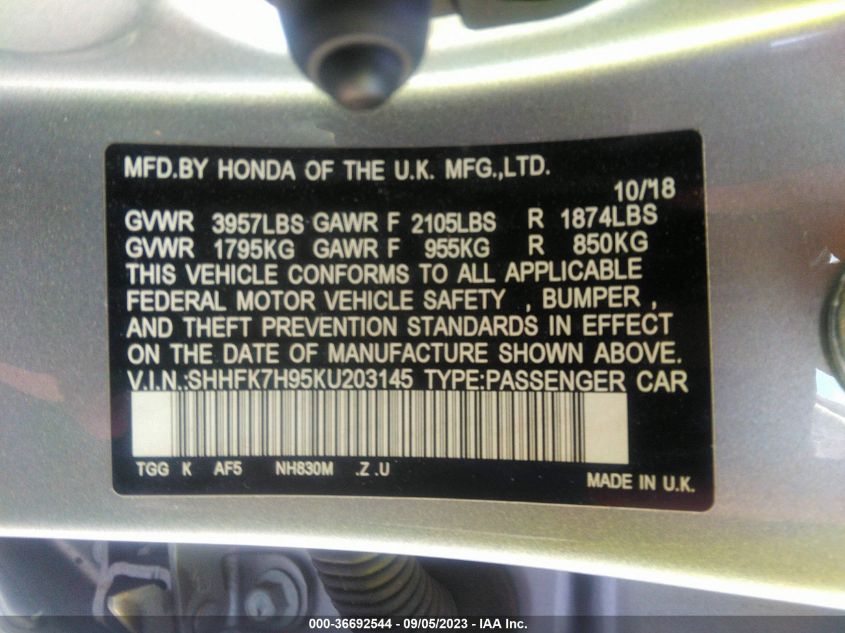 MFD.BY HONDA OF THE U.K. MFG.,LTD.
10/18
GVWR 3957LBS GAWR F 2105LBS R 1874LBS
GVWR 1795KG GAWR F 955KG R 850KG
THIS VEHICLE CONFORMS TO ALL APPLICABLE
FEDERAL MOTOR VEHICLE SAFETY , BUMPER ,
AND THEFT PREVENTION STANDARDS IN EFFECT
ON THE DATE OF MANUFACTURE SHOWN ABOVE.
V.I.N.:SHHFK7H95KU203145 TYPE:PASSENGER CAR
TGG K AF5 NH830M .Z .U
MADE IN U.K.
000-36692544 - 09/05/2023 - IAA Inc.